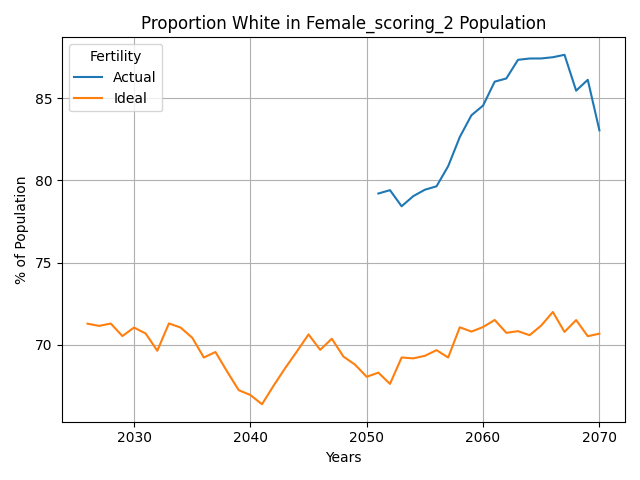 Proportion White in Female_scoring_2 Population
Fertility
Actual
Ideal
% of Population
85
80
75
70
2030
2040
2050
2060
2070
Years